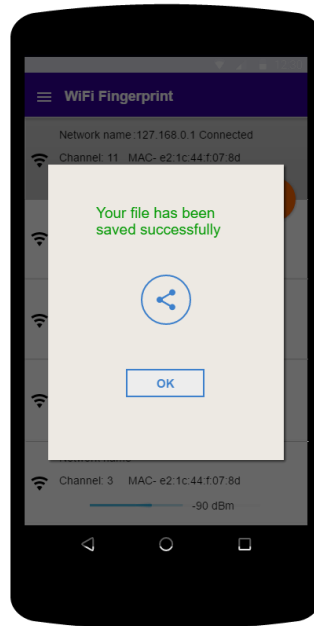 WiFi Fingerprint
Network name :127.168.0.1 Connected
Channel: 11 MAC- e2:1c:44:f:07:8d
Your file has been
saved successfully
OK
Channel: 3 MAC- e2:1c:44:f:07:8d
-90 dBm